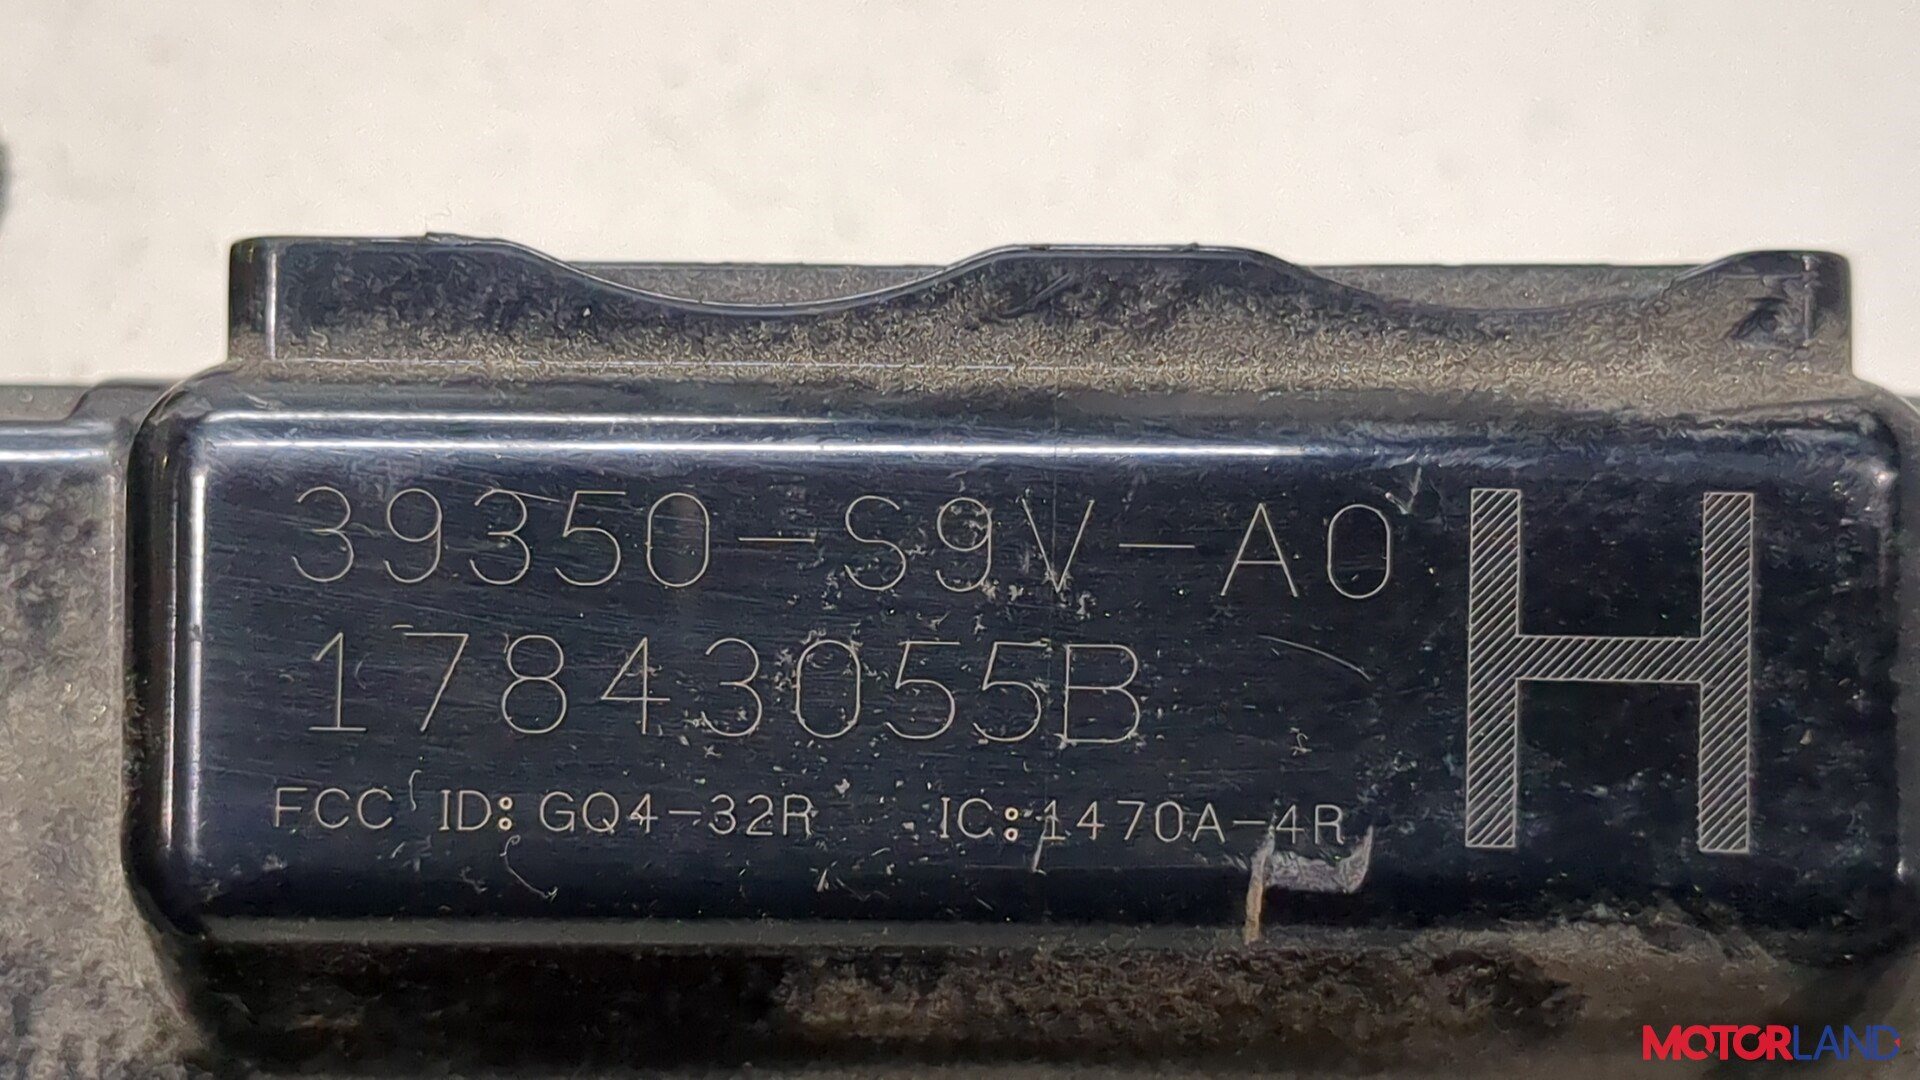 39350-S9V-A0
H
17843055B
FCC ID: GQ4-32R IC: 1470A-4R
MOTORLAND